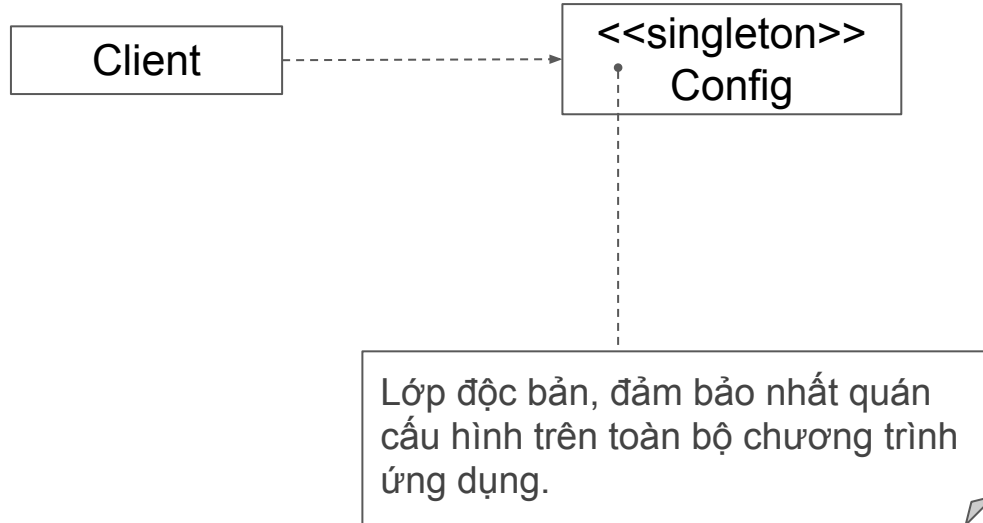 Client
<<singleton>>
Config
Lớp độc bản, đảm bảo nhất quán
cấu hình trên toàn bộ chương trình
ứng dụng.